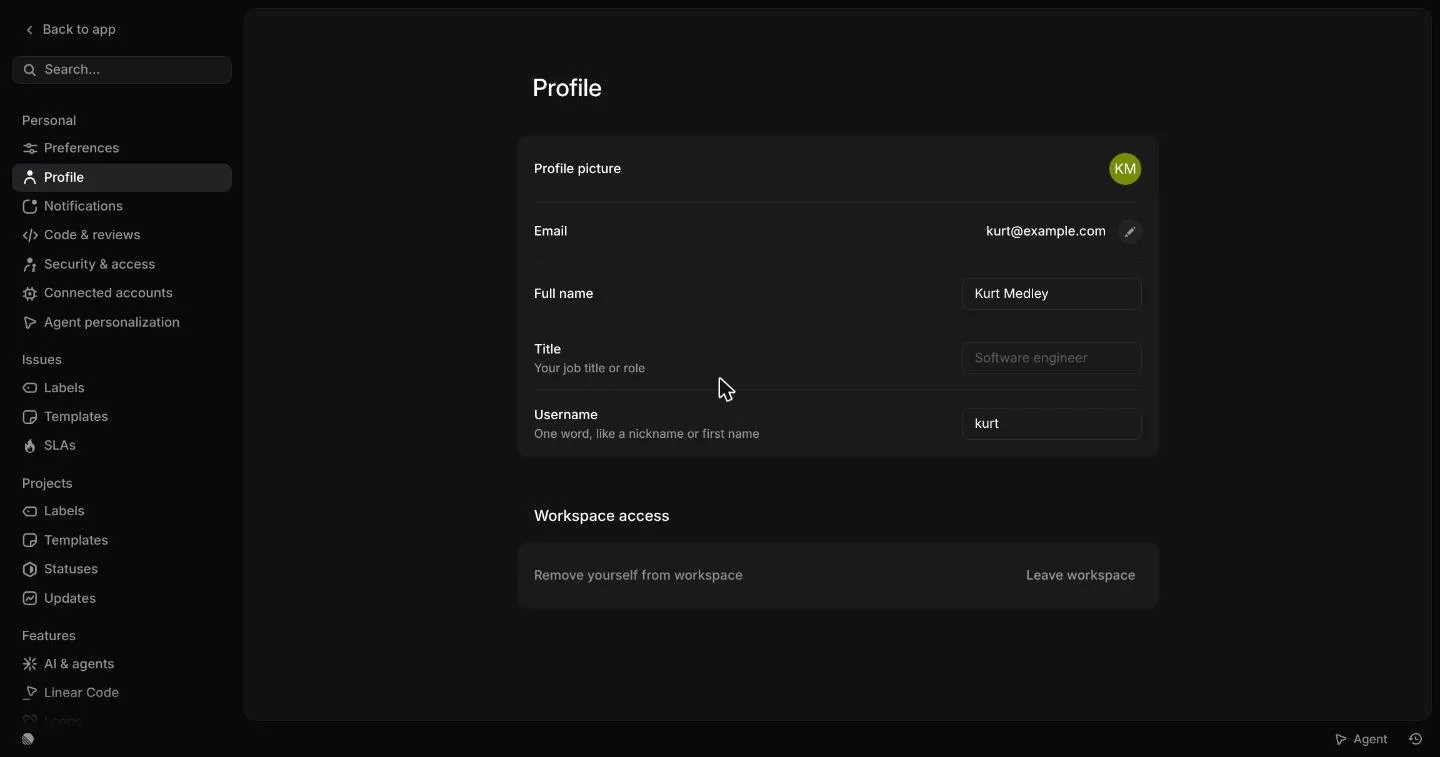 Back to app
Search...
Personal
Preferences
Profile
Notifications
Code & reviews
Security & access
Connected accounts
Agent personalization
Issues
Labels
Templates
SLAs
Projects
Labels
Templates
Statuses
Updates
Features
AI & agents
Linear Code
Loops
Profile
Profile picture
KM
Email
kurt@example.com
Full name
Kurt Medley
Title
Your job title or role
Software engineer
Username
One word, like a nickname or first name
kurt
Workspace access
Remove yourself from workspace
Leave workspace
Agent